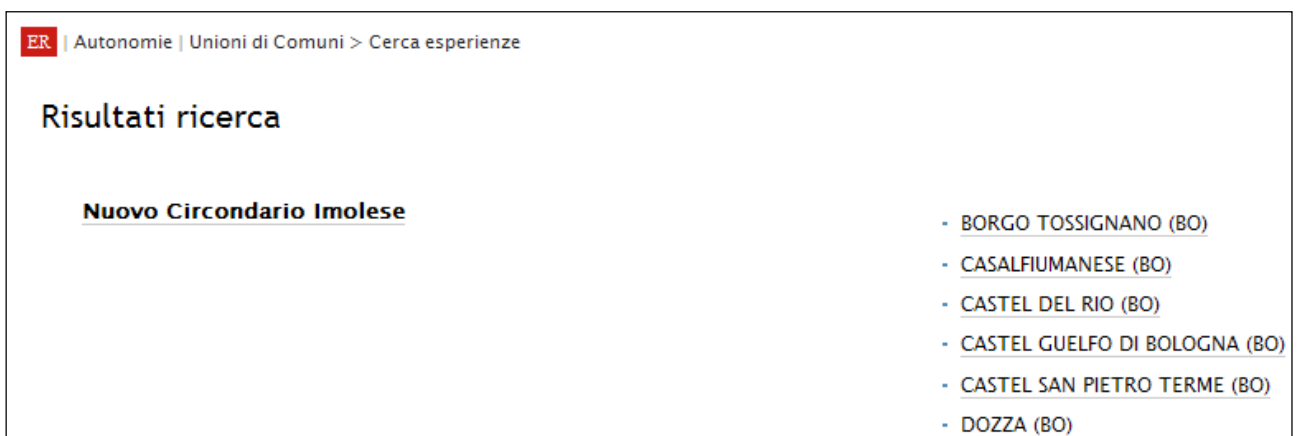 ER | Autonomie | Unioni di Comuni > Cerca esperienze
Risultati ricerca
Nuovo Circondario Imolese
- BORGO TOSSIGNANO (BO)
- CASALFIUMANESE (BO)
- CASTEL DEL RIO (BO)
- CASTEL GUELFO DI BOLOGNA (BO)
- CASTEL SAN PIETRO TERME (BO)
- DOZZA (BO)